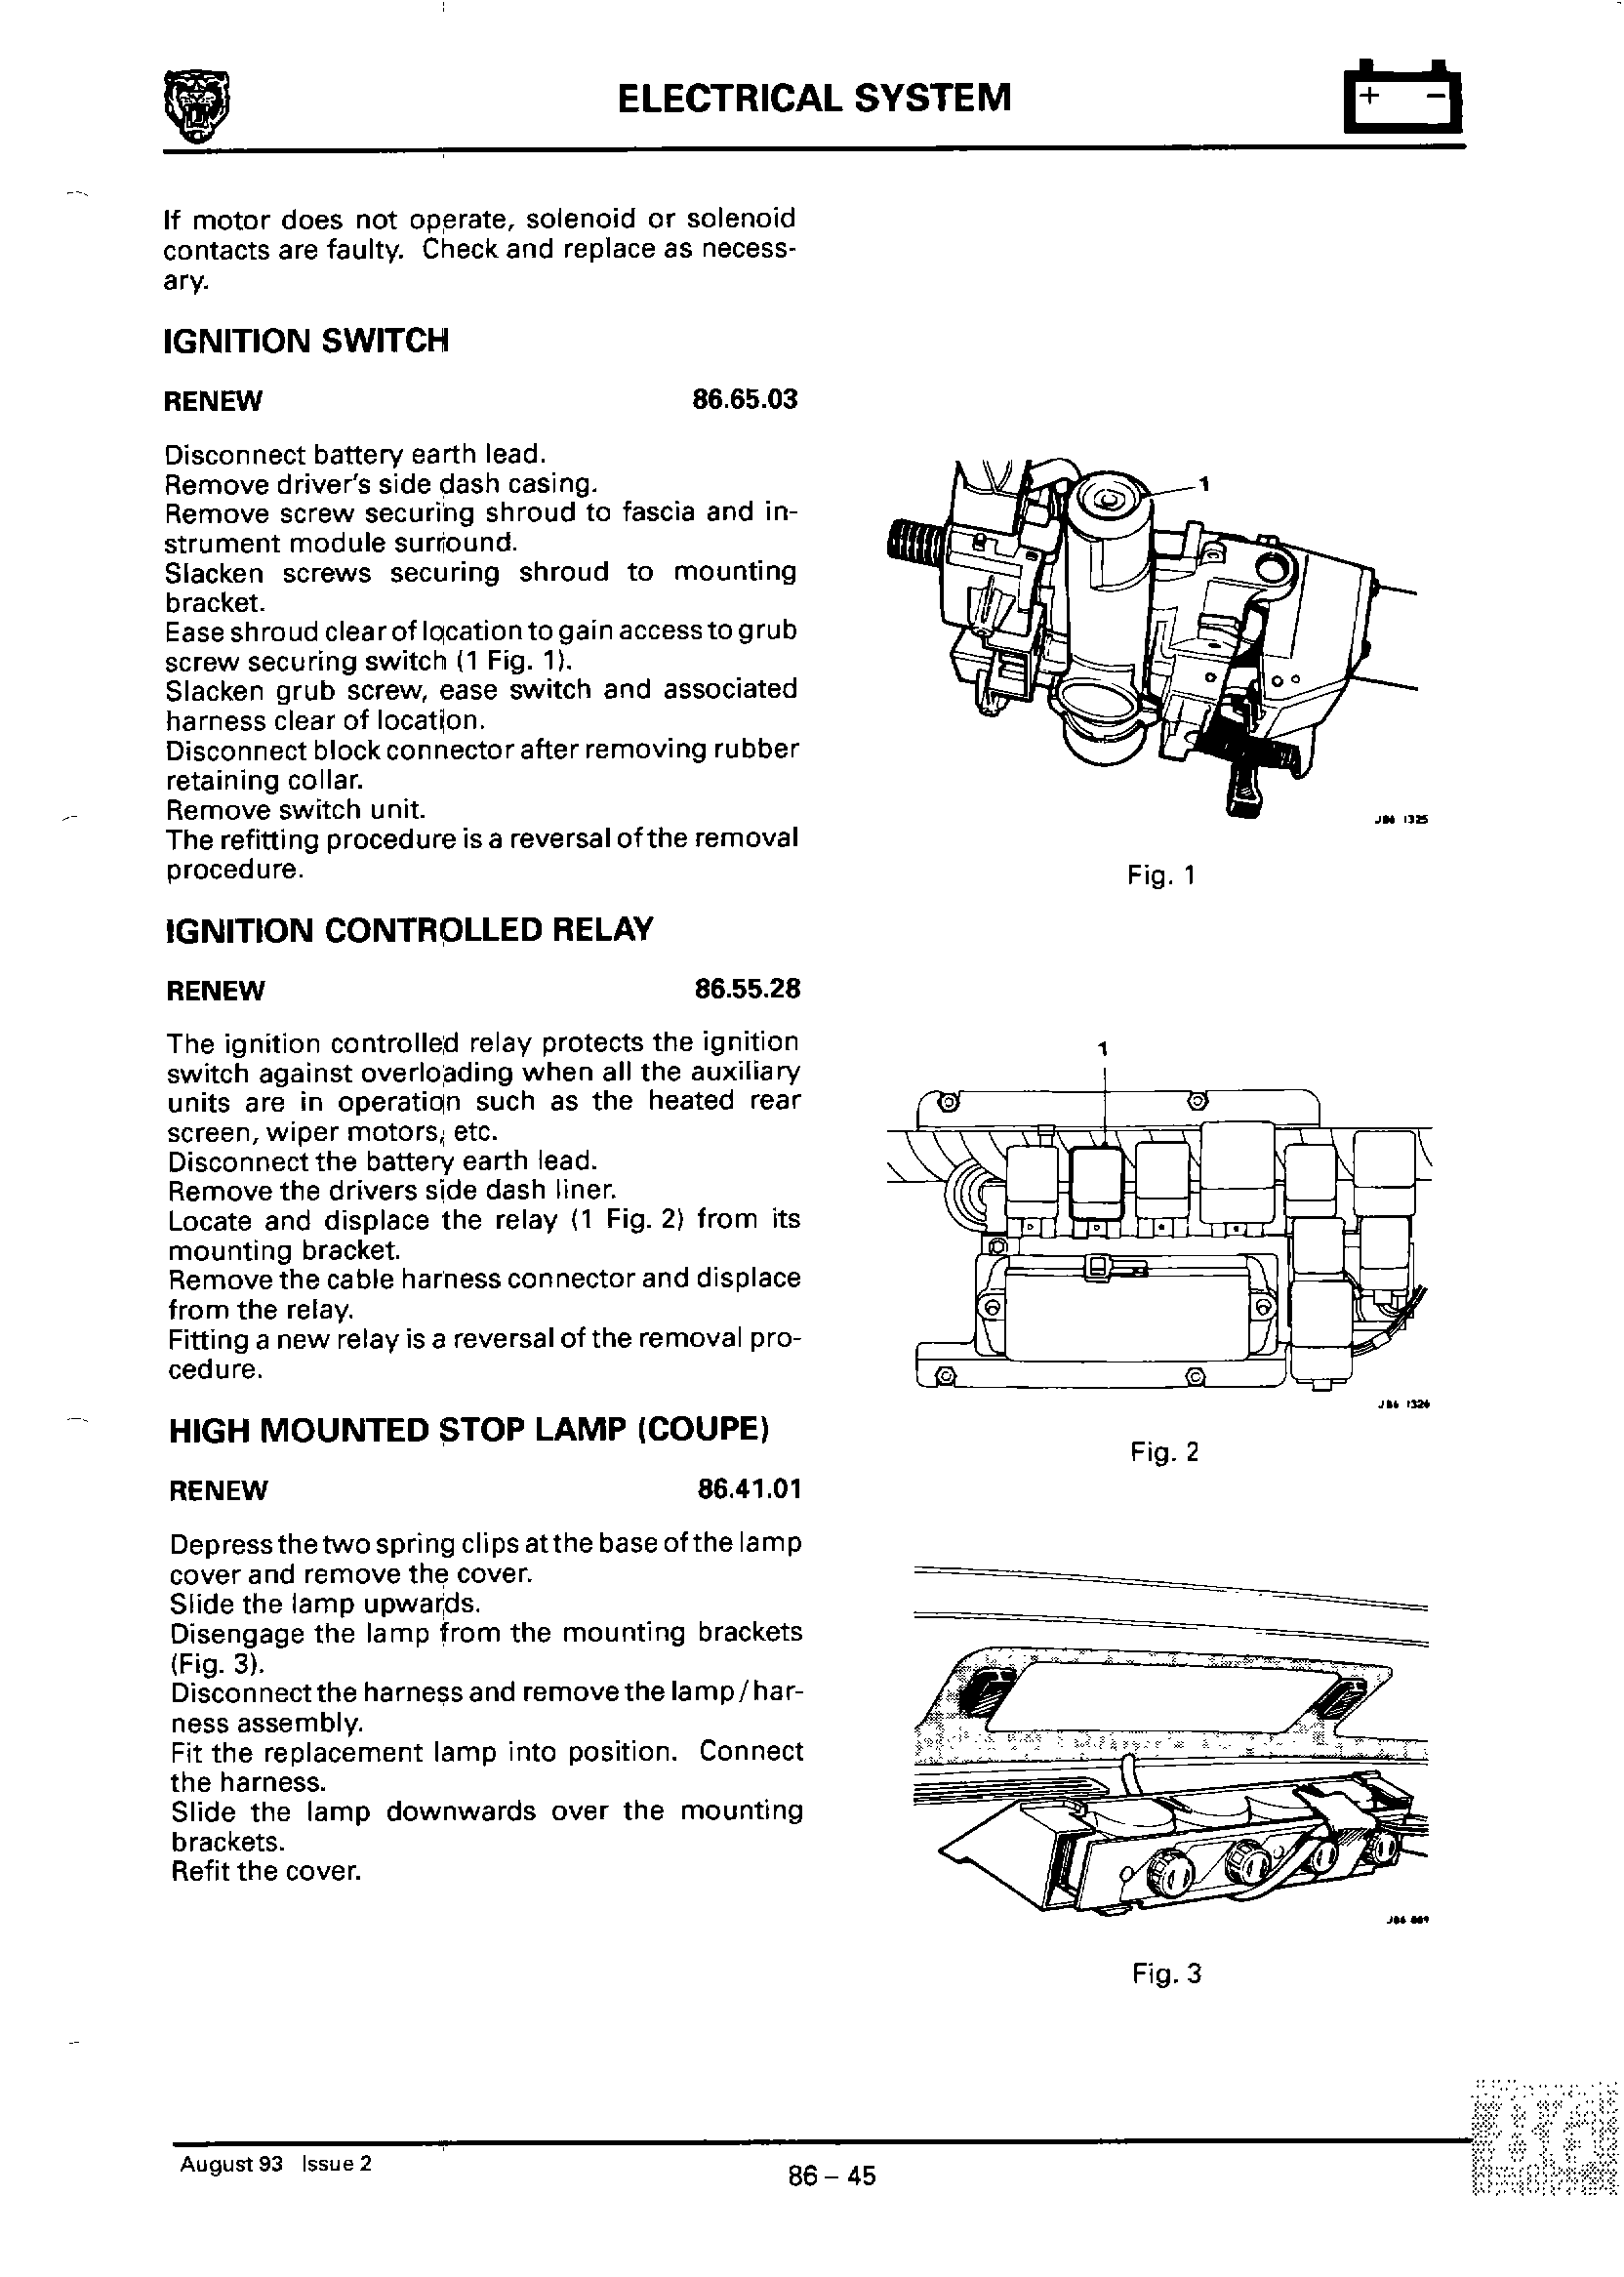 ELECTRICAL SYSTEM
+ −
If motor does not operate, solenoid or solenoid
contacts are faulty. Check and replace as necess-
ary.
IGNITION SWITCH
RENEW 86.65.03
Disconnect battery earth lead.
Remove driver's side dash casing.
Remove screw securing shroud to fascia and in-
strument module surround.
Slacken screws securing shroud to mounting
bracket.
Ease shroud clear of location to gain access to grub
screw securing switch (1 Fig. 1).
Slacken grub screw, ease switch and associated
harness clear of location.
Disconnect block connector after removing rubber
retaining collar.
Remove switch unit.
The refitting procedure is a reversal of the removal
procedure.
1
J86 1325
Fig. 1
IGNITION CONTROLLED RELAY
RENEW 86.55.28
The ignition controlled relay protects the ignition
switch against overloading when all the auxiliary
units are in operation such as the heated rear
screen, wiper motors, etc.
Disconnect the battery earth lead.
Remove the drivers side dash liner.
Locate and displace the relay (1 Fig. 2) from its
mounting bracket.
Remove the cable harness connector and displace
from the relay.
Fitting a new relay is a reversal of the removal pro-
cedure.
1
J86 1326
Fig. 2
HIGH MOUNTED STOP LAMP (COUPE)
RENEW 86.41.01
Depress the two spring clips at the base of the lamp
cover and remove the cover.
Slide the lamp upwards.
Disengage the lamp from the mounting brackets
(Fig. 3).
Disconnect the harness and remove the lamp / har-
ness assembly.
Fit the replacement lamp into position. Connect
the harness.
Slide the lamp downwards over the mounting
brackets.
Refit the cover.
J86
Fig. 3
August 93 Issue 2
86 – 45